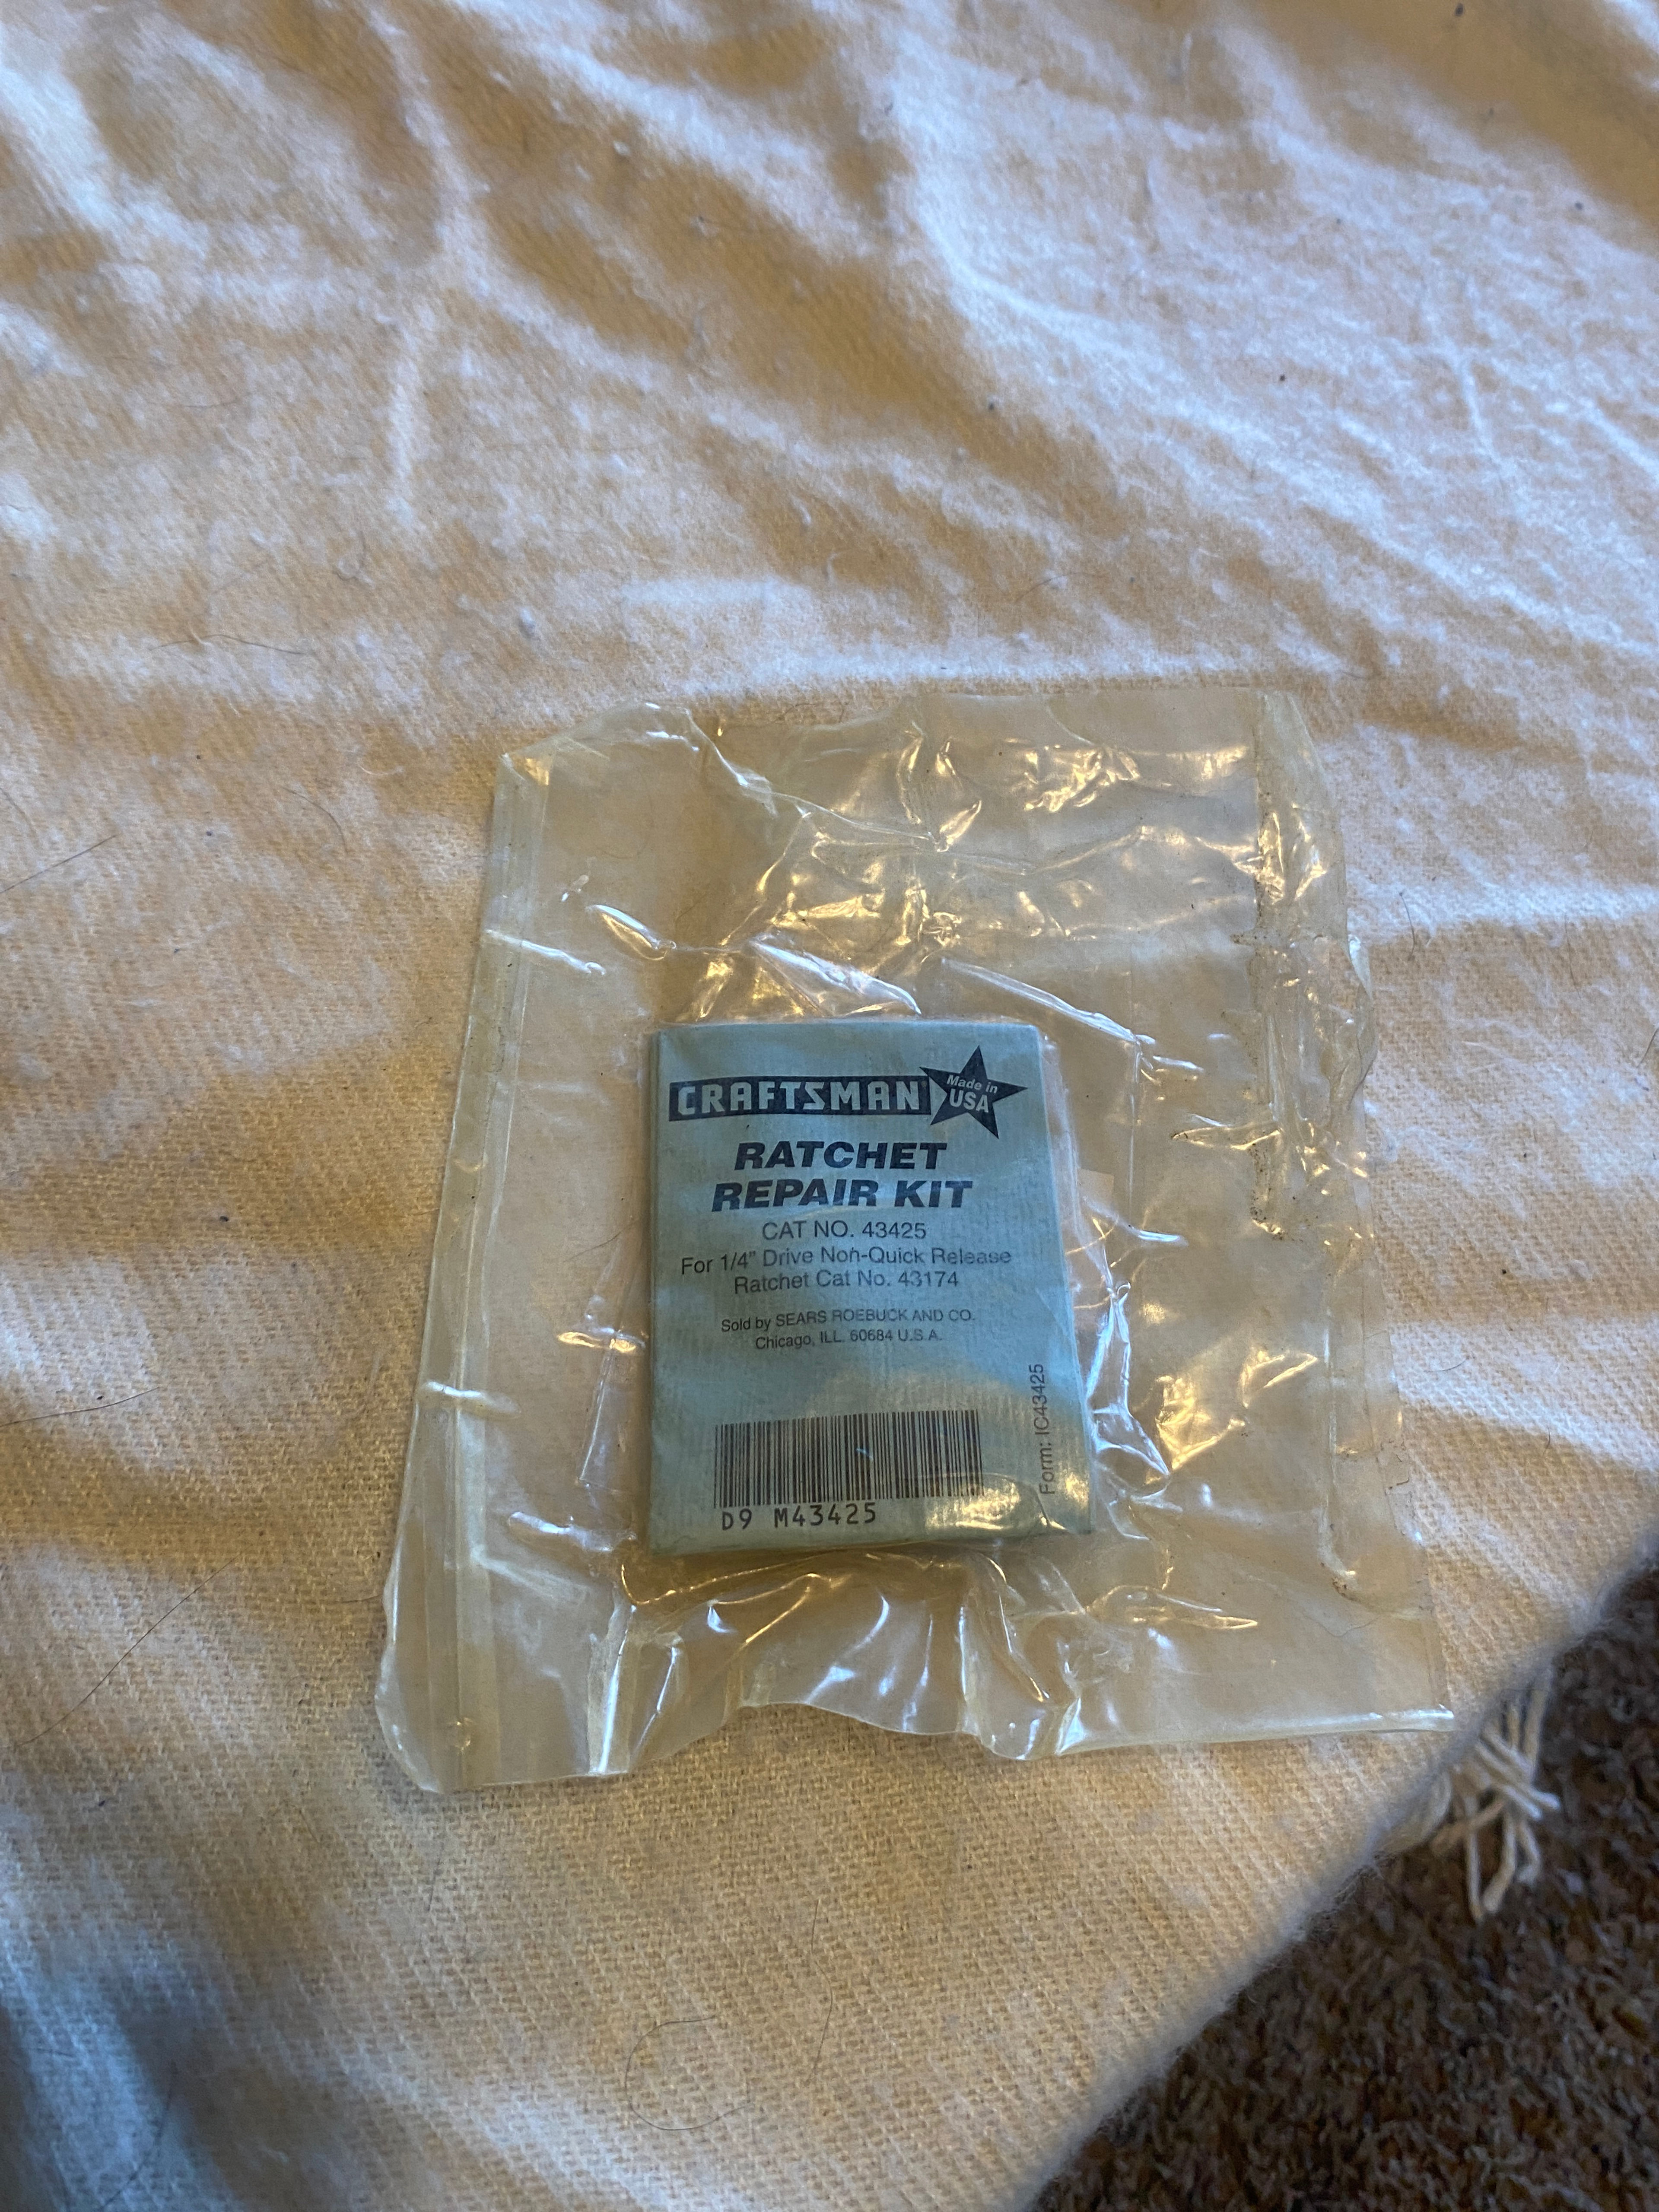 CRAFTSMAN
Made in
USA
RATCHET
REPAIR KIT
CAT NO. 43425
For 1/4" Drive Non-Quick Release
Ratchet Cat No. 43174
Sold by SEARS ROEBUCK AND CO.
Chicago, ILL. 60684 U.S.A.
Form: IC43425
D9 M43425